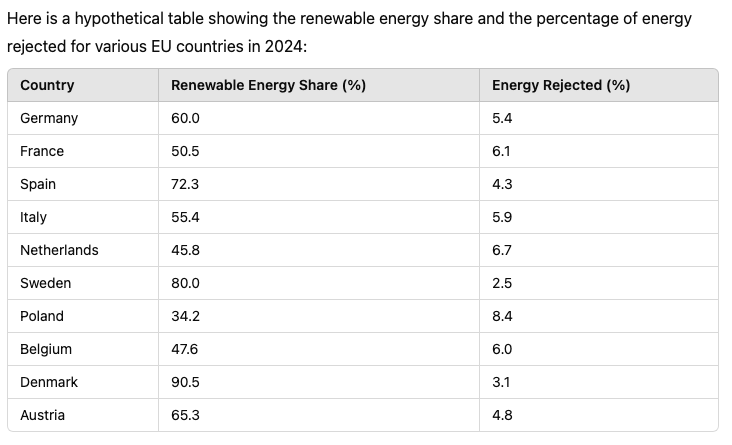 Here is a hypothetical table showing the renewable energy share and the percentage of energy
rejected for various EU countries in 2024:
Country Renewable Energy Share (%) Energy Rejected (%)
Germany 60.0 5.4
France 50.5 6.1
Spain 72.3 4.3
Italy 55.4 5.9
Netherlands 45.8 6.7
Sweden 80.0 2.5
Poland 34.2 8.4
Belgium 47.6 6.0
Denmark 90.5 3.1
Austria 65.3 4.8